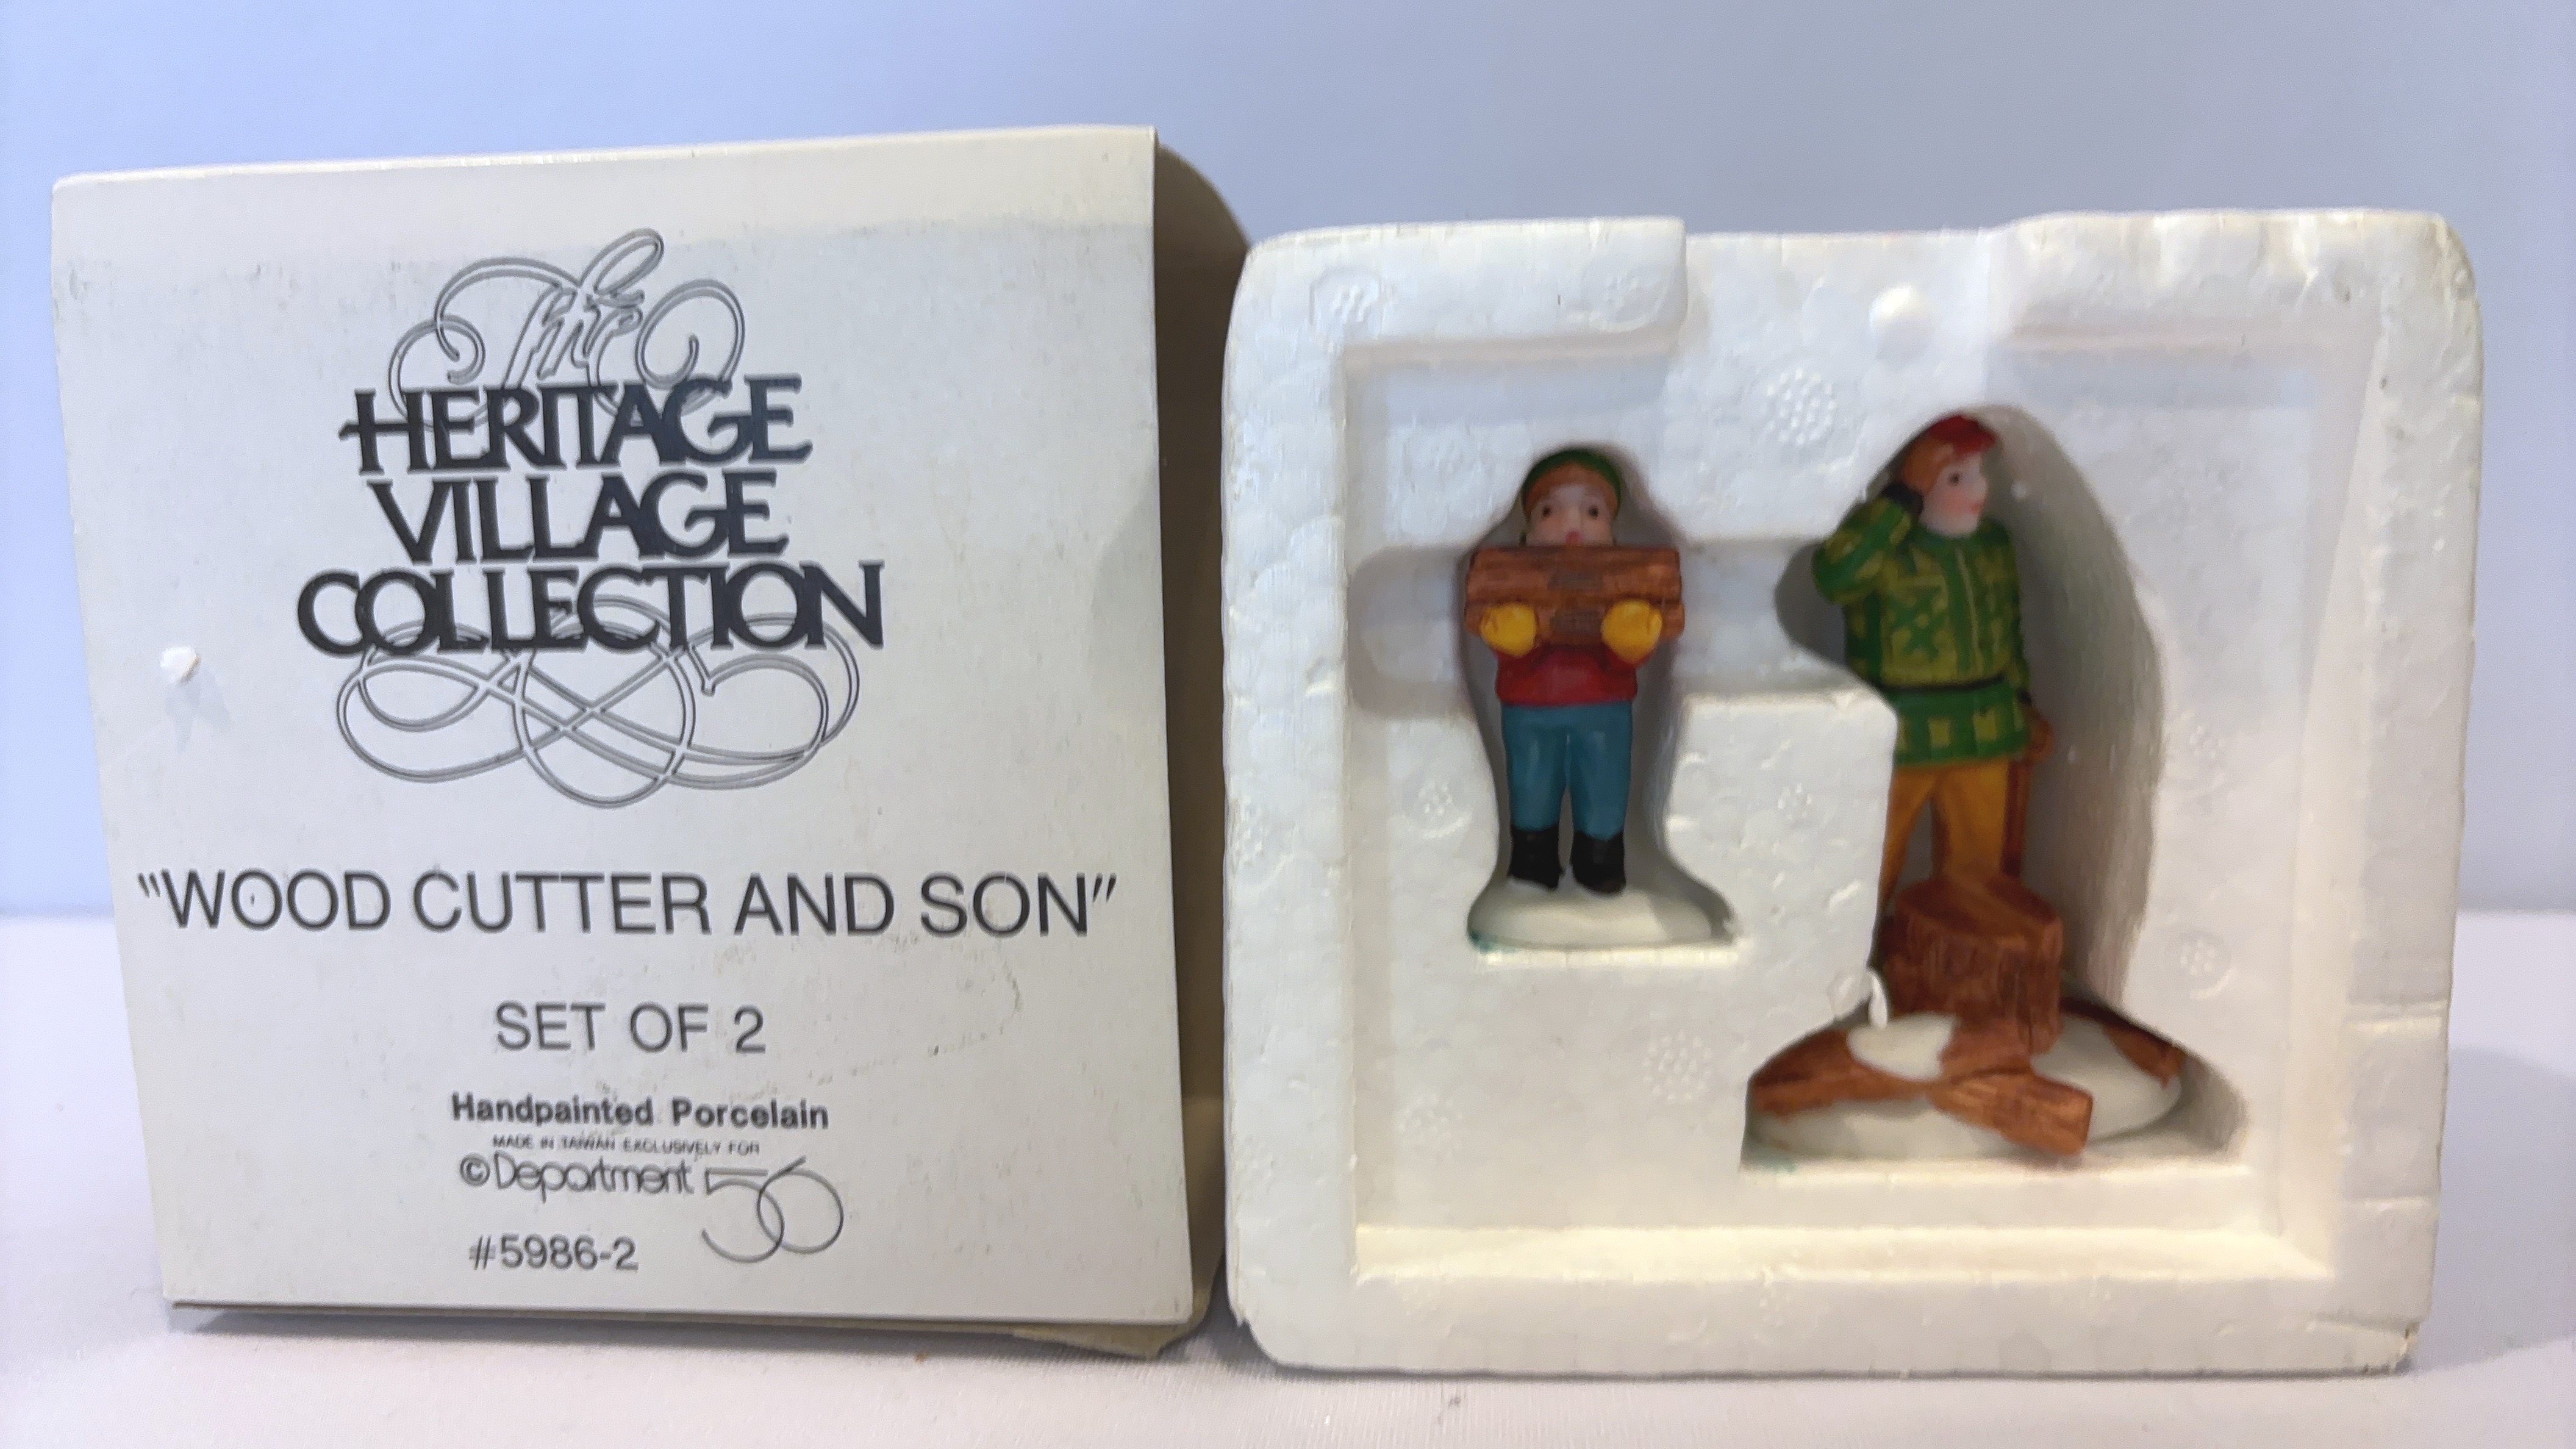 The
HERITAGE
VILLAGE
COLLECTION
"WOOD CUTTER AND SON"
SET OF 2
Handpainted Porcelain
MADE IN TAIWAN EXCLUSIVELY FOR
©Department 56
#5986-2